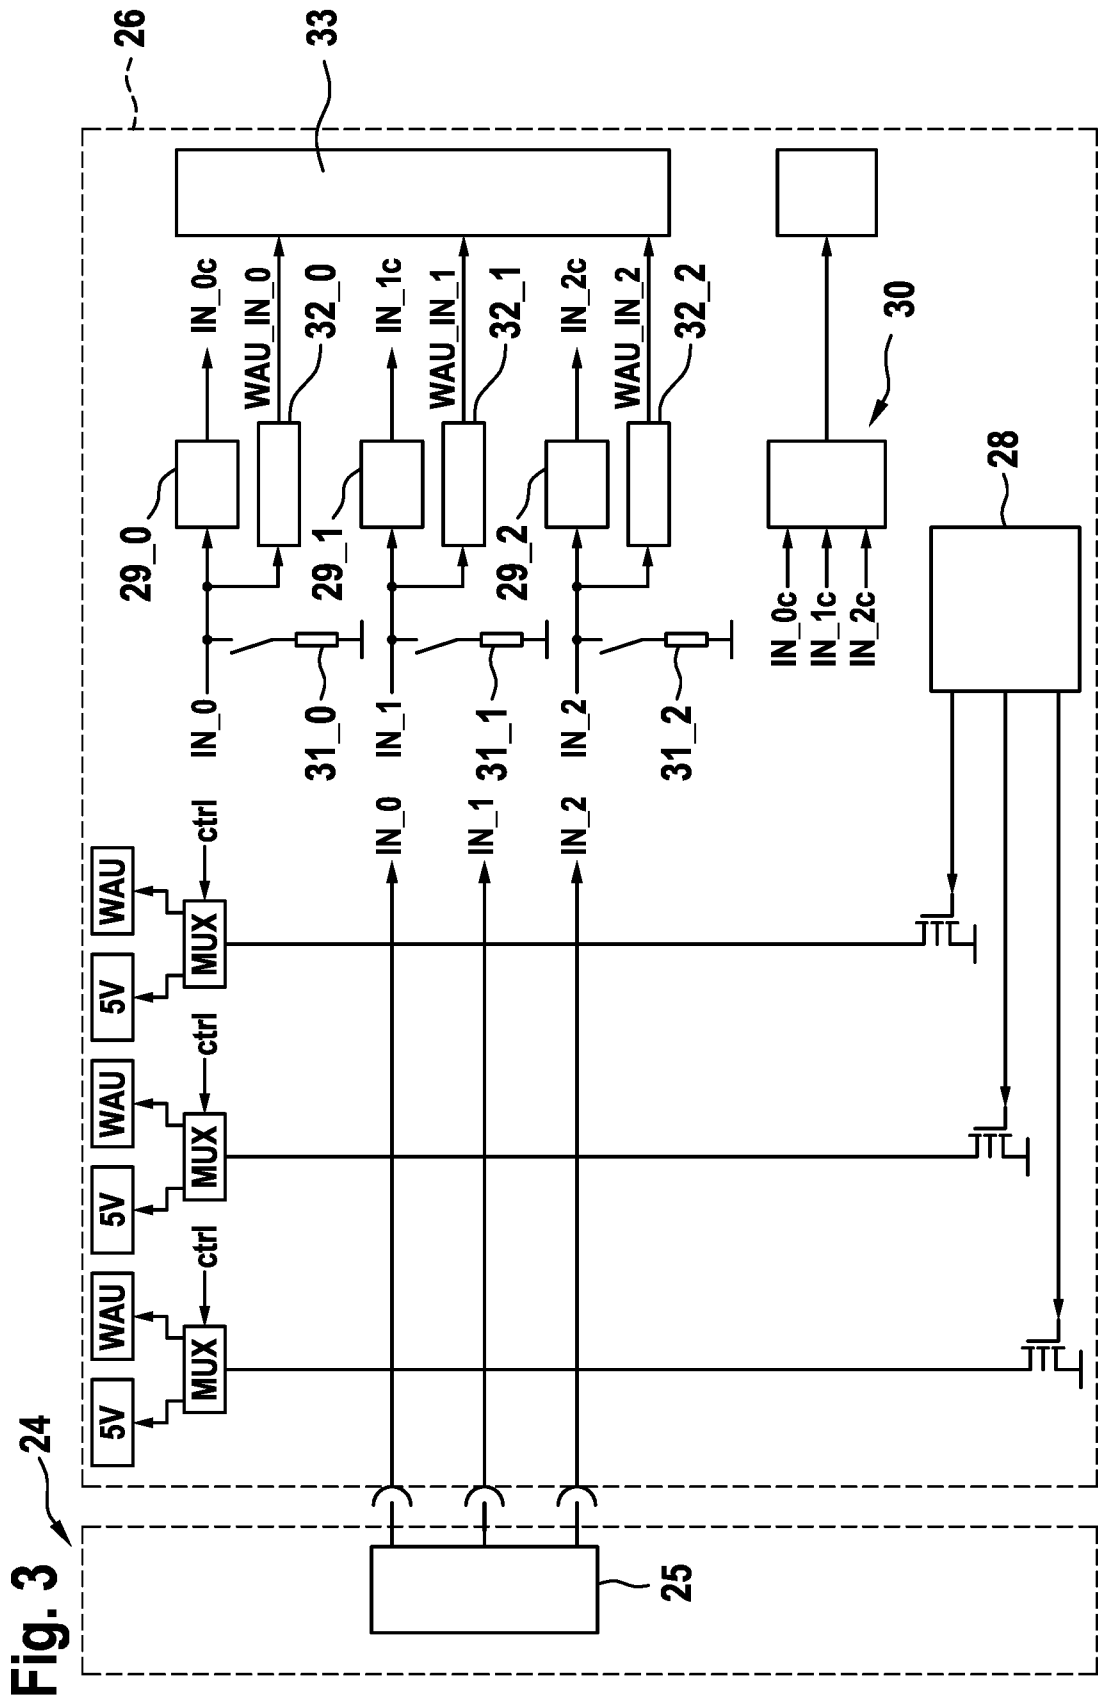 Fig. 3
24
26
33
5V
WAU
5V
WAU
5V
WAU
MUX
ctrl
MUX
ctrl
MUX
ctrl
IN_0
29_0
IN_0c
WAU_IN_0
31_0
32_0
IN_0
IN_1
29_1
IN_1c
WAU_IN_1
IN_1
31_1
32_1
IN_2
IN_2
29_2
IN_2c
WAU_IN_2
31_2
32_2
25
IN_0c
IN_1c
IN_2c
30
28